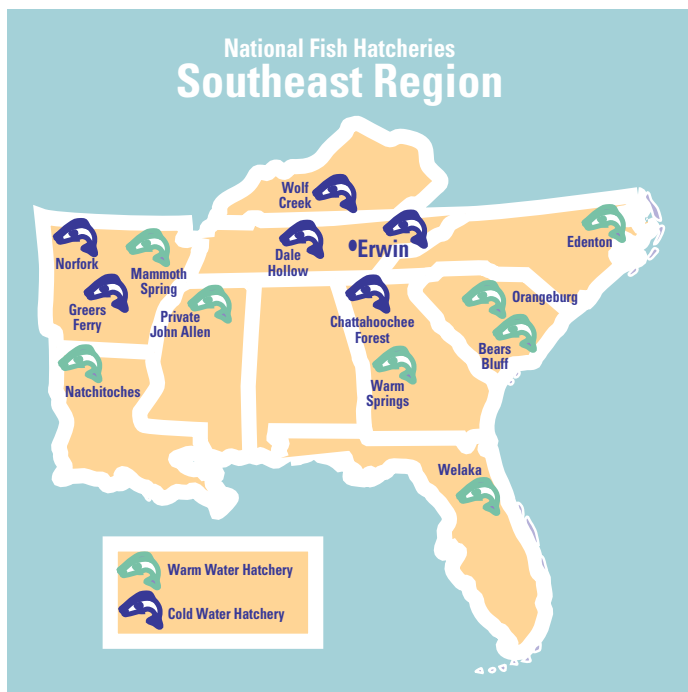 National Fish Hatcheries
Southeast Region
Wolf
Creek
Norfork
Mammoth
Spring
Dale
Hollow
Erwin
Edenton
Greers
Ferry
Private
John Allen
Chattahoochee
Forest
Orangeburg
Bears
Bluff
Natchitoches
Warm
Springs
Welaka
Warm Water Hatchery
Cold Water Hatchery